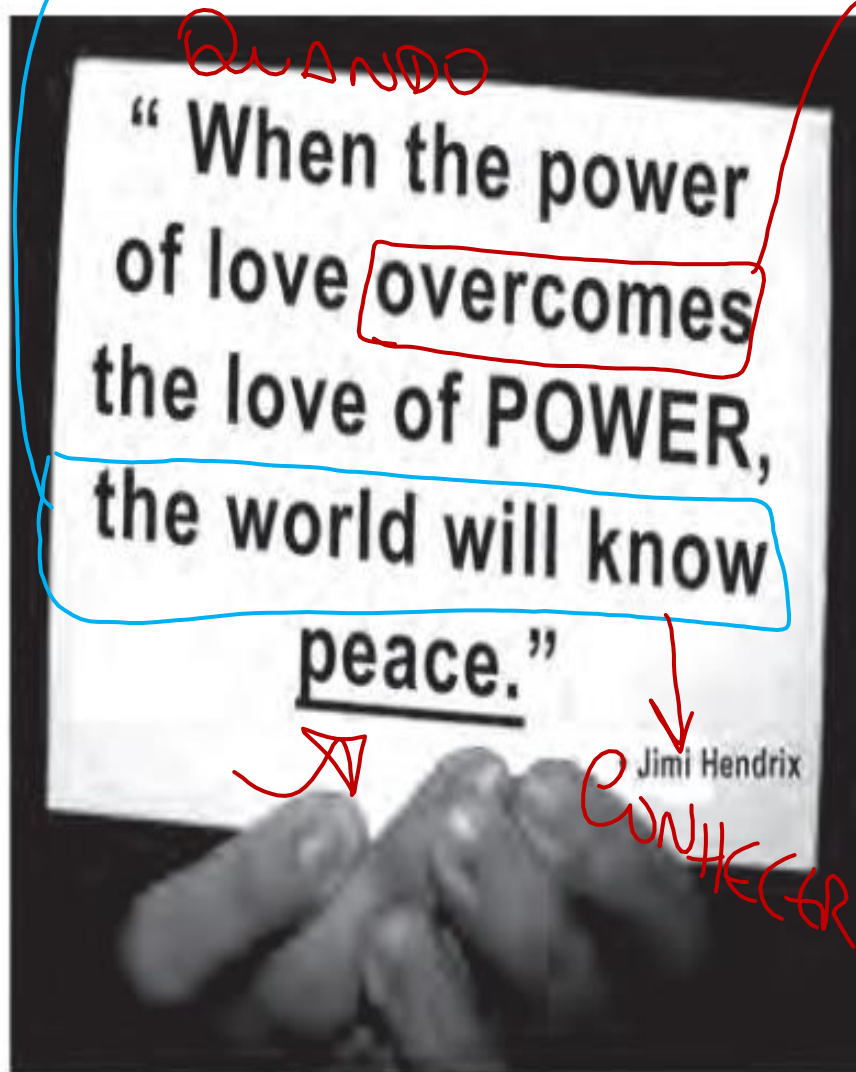 QUANDO
“ When the power
of love overcomes
the love of POWER,
the world will know
peace.”
- Jimi Hendrix
CONHECER